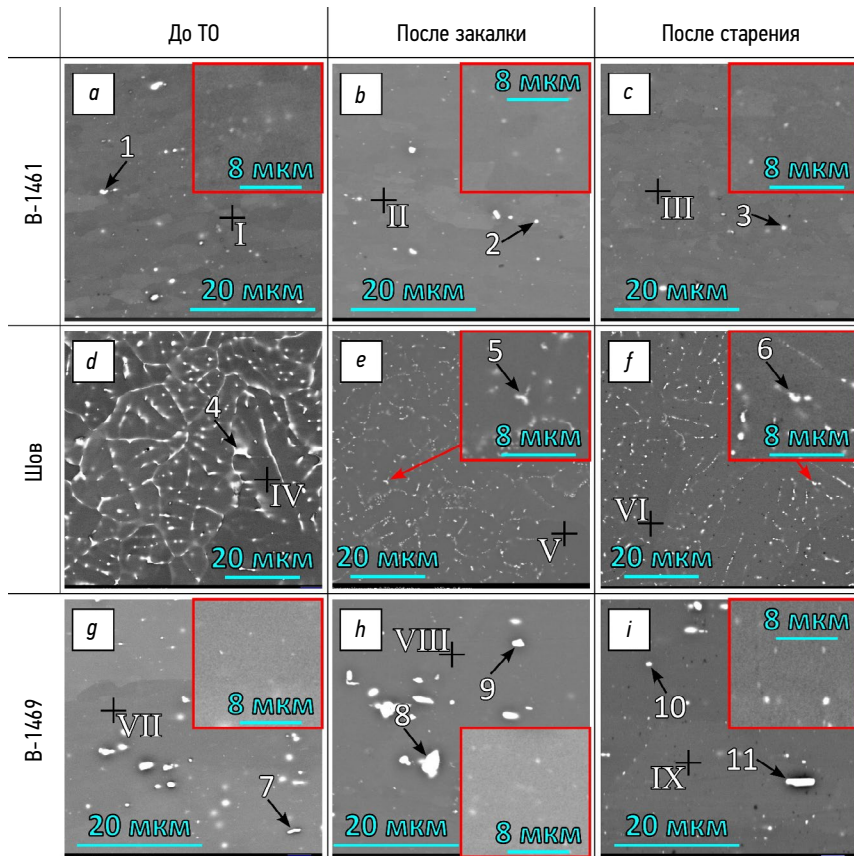 До ТО
После закалки
После старения
В-1461
a
1
I
8 мкм
20 мкм
b
8 мкм
II
2
20 мкм
c
8 мкм
III
3
20 мкм
Шов
d
4
IV
20 мкм
e
5
8 мкм
V
20 мкм
f
6
8 мкм
VI
20 мкм
В-1469
g
8 мкм
VII
7
20 мкм
h
VIII
9
8
8 мкм
20 мкм
i
8 мкм
10
IX
11
20 мкм